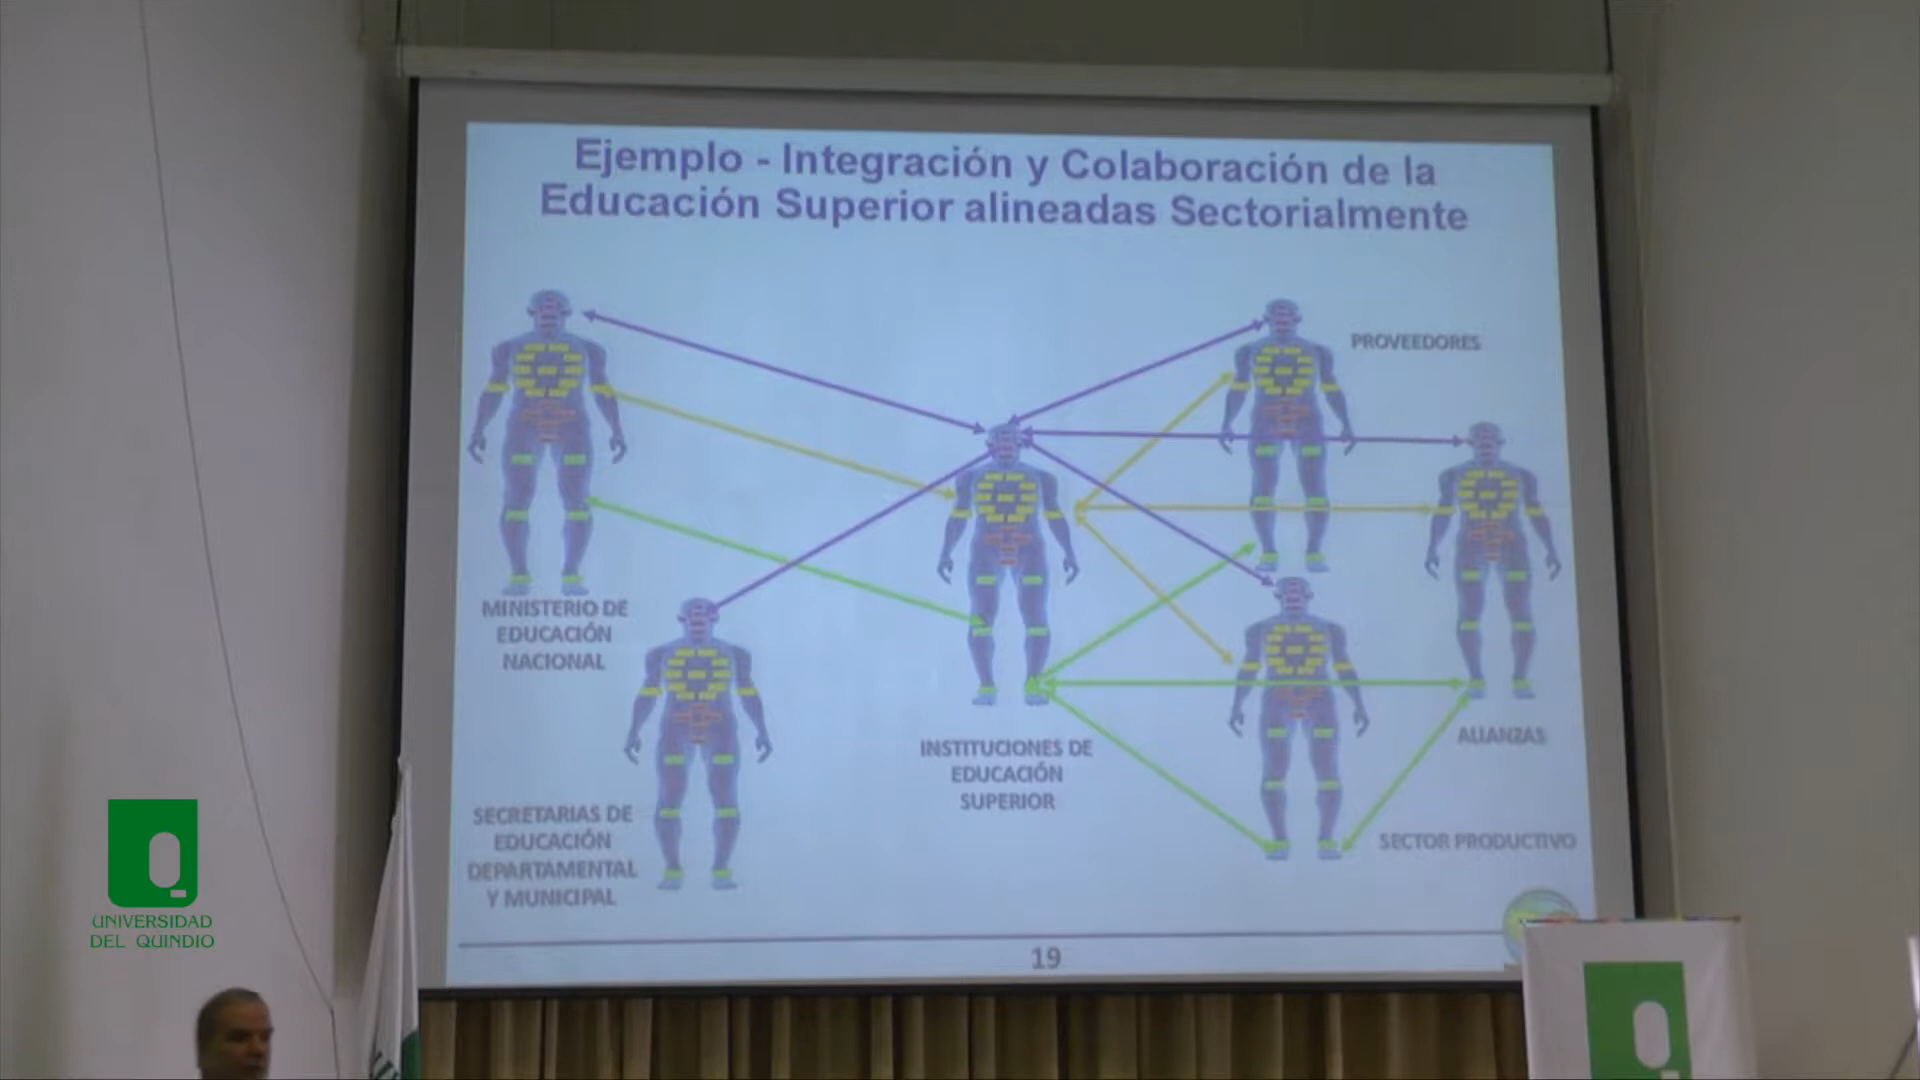 Ejemplo - Integración y Colaboración de la
Educación Superior alineadas Sectorialmente
PROVEEDORES
MINISTERIO DE
EDUCACIÓN
NACIONAL
INSTITUCIONES DE
EDUCACIÓN
SUPERIOR
ALIANZAS
SECTOR PRODUCTIVO
SECRETARIAS DE
EDUCACIÓN
DEPARTAMENTAL
Y MUNICIPAL
19
UNIVERSIDAD
DEL QUINDIO